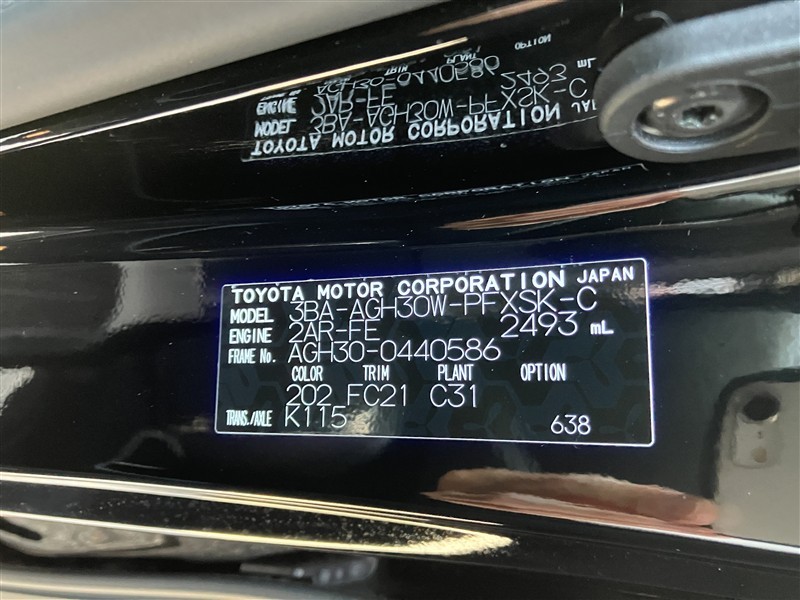 TOYOTA MOTOR CORPORATION JAPAN
MODEL 3BA-AGH30W-PFXSK-C
ENGINE 2AR-FE 2493 mL
FRAME No. AGH30-0440586
COLOR TRIM PLANT OPTION
202 FC21 C31
TRANS./AXLE K115 638